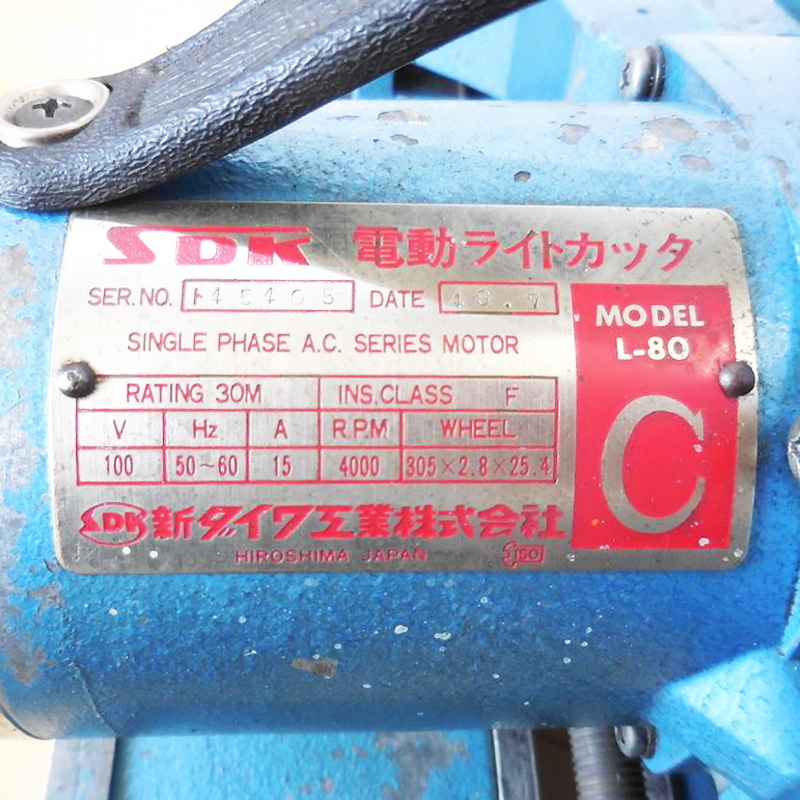 SDK 電動ライトカッタ
SER.NO. DATE 49.7
SINGLE PHASE A.C. SERIES MOTOR
RATING 30M INS.CLASS F
V Hz A R.P.M WHEEL
100 50~60 15 4000 305×2.8×25.4
MODEL
L-80
C
SDK 新ダイワ工業株式会社
HIROSHIMA JAPAN